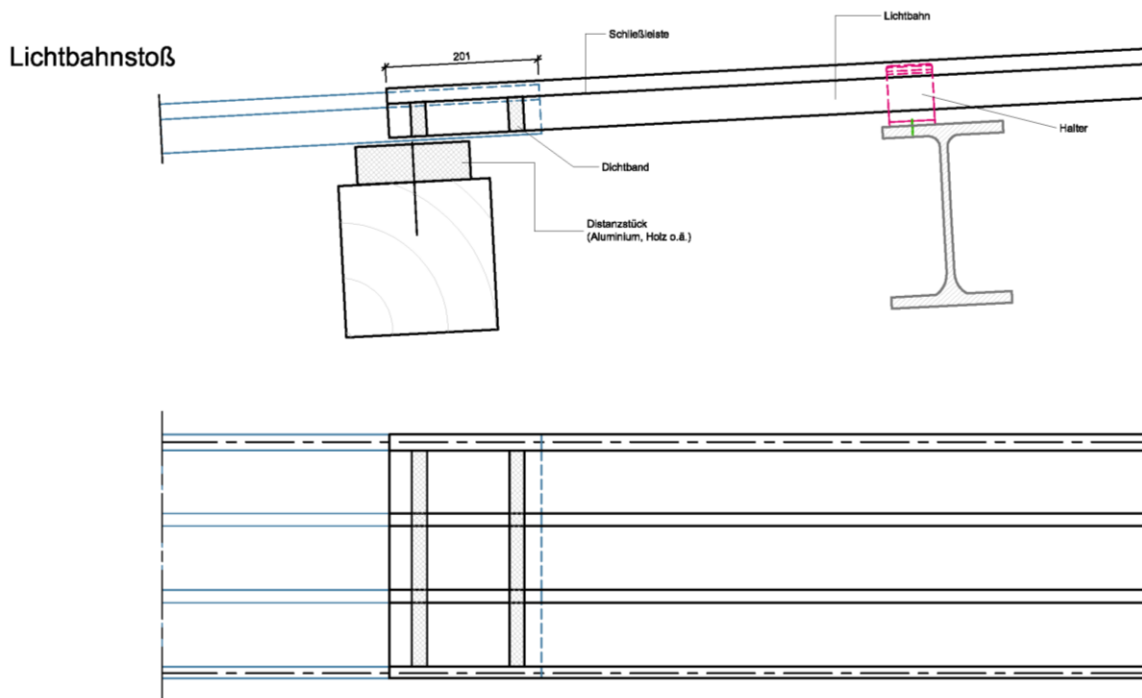 Lichtbahnstoß
201
Schließleiste
Lichtbahn
Halter
Dichtband
Distanzstück
(Aluminium, Holz o.ä.)